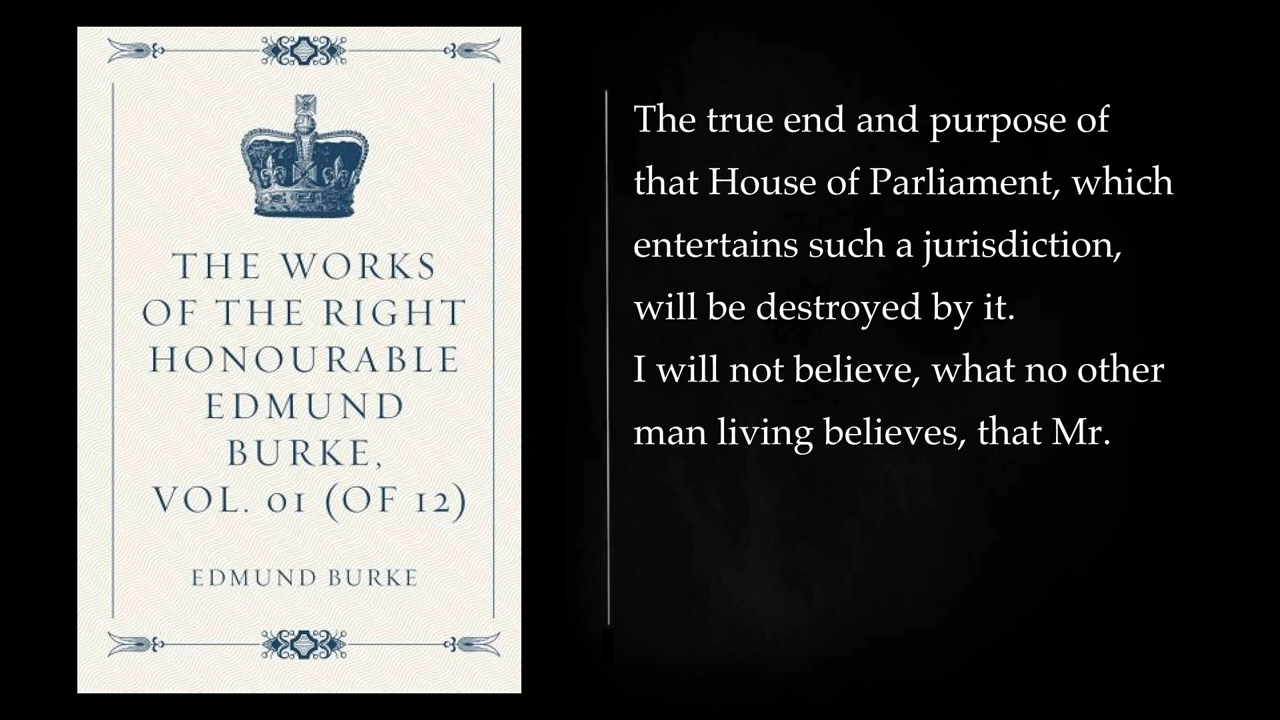 THE WORKS
OF THE RIGHT
HONOURABLE
EDMUND
BURKE,
VOL. 01 (OF 12)
EDMUND BURKE
The true end and purpose of
that House of Parliament, which
entertains such a jurisdiction,
will be destroyed by it.
I will not believe, what no other
man living believes, that Mr.